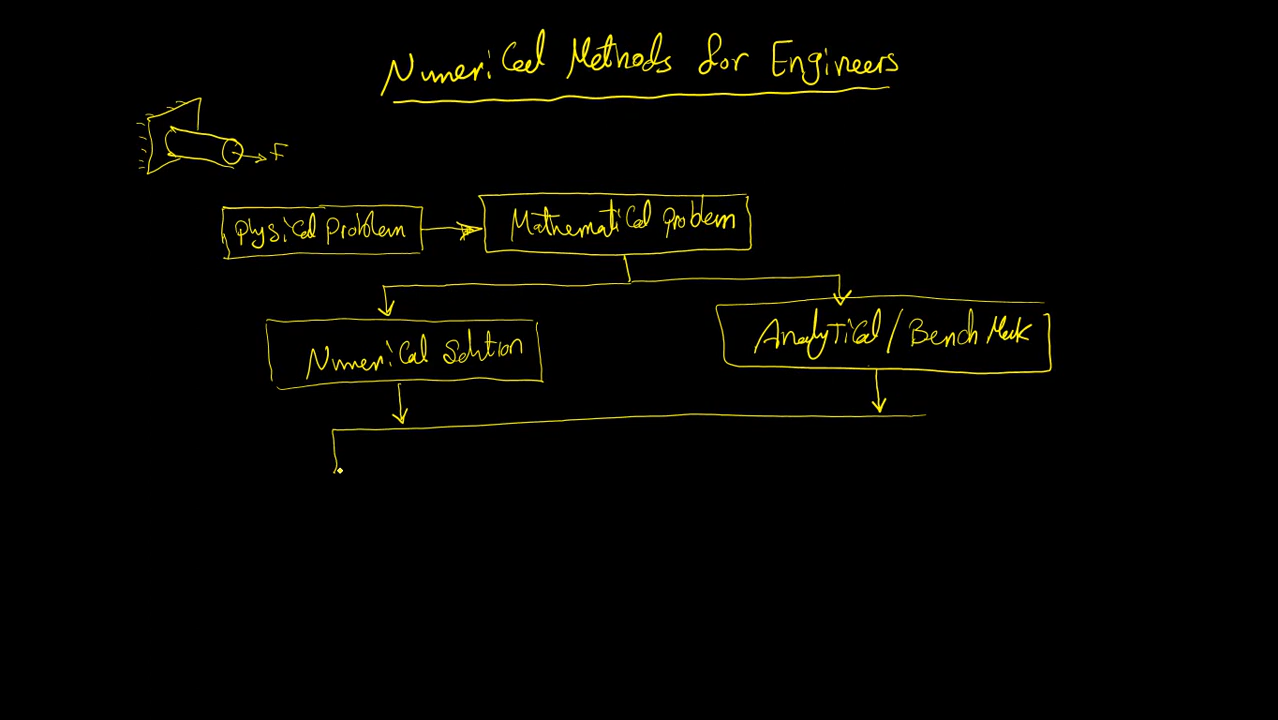 Numerical Methods for Engineers
F
Physical Problem
Mathematical problem
Numerical Solution
Analytical / Bench Mark